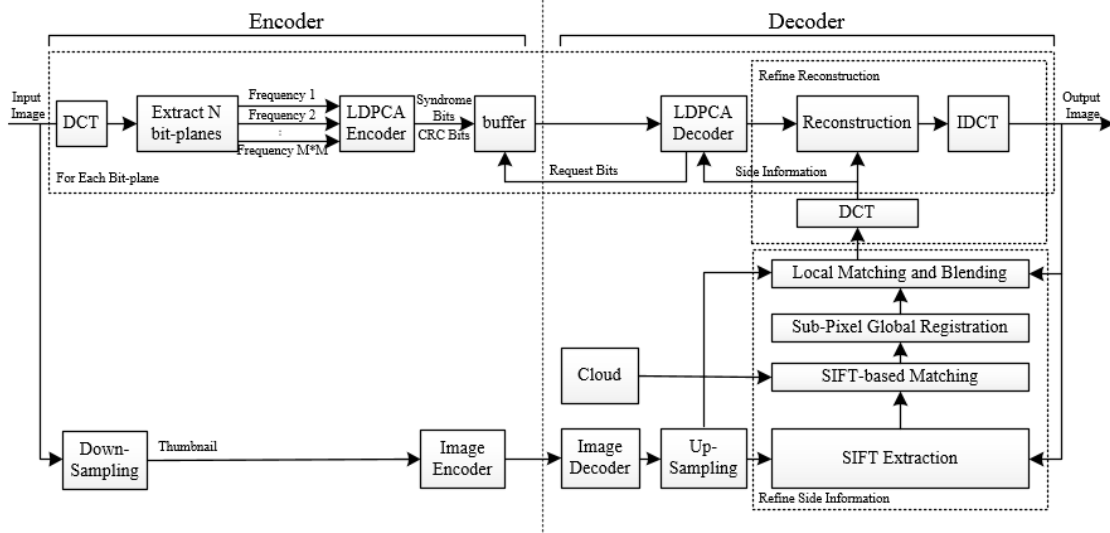 Encoder
Decoder
Input
Image
DCT
Extract N
bit-planes
Frequency 1
Frequency 2
:
Frequency M*M
LDPCA
Encoder
Syndrome
Bits
CRC Bits
buffer
For Each Bit-plane
LDPCA
Decoder
Request Bits
Side Information
Refine Reconstruction
Reconstruction
IDCT
Output
Image
DCT
Local Matching and Blending
Sub-Pixel Global Registration
Cloud
SIFT-based Matching
Down-
Sampling
Thumbnail
Image
Encoder
Image
Decoder
Up-
Sampling
SIFT Extraction
Refine Side Information